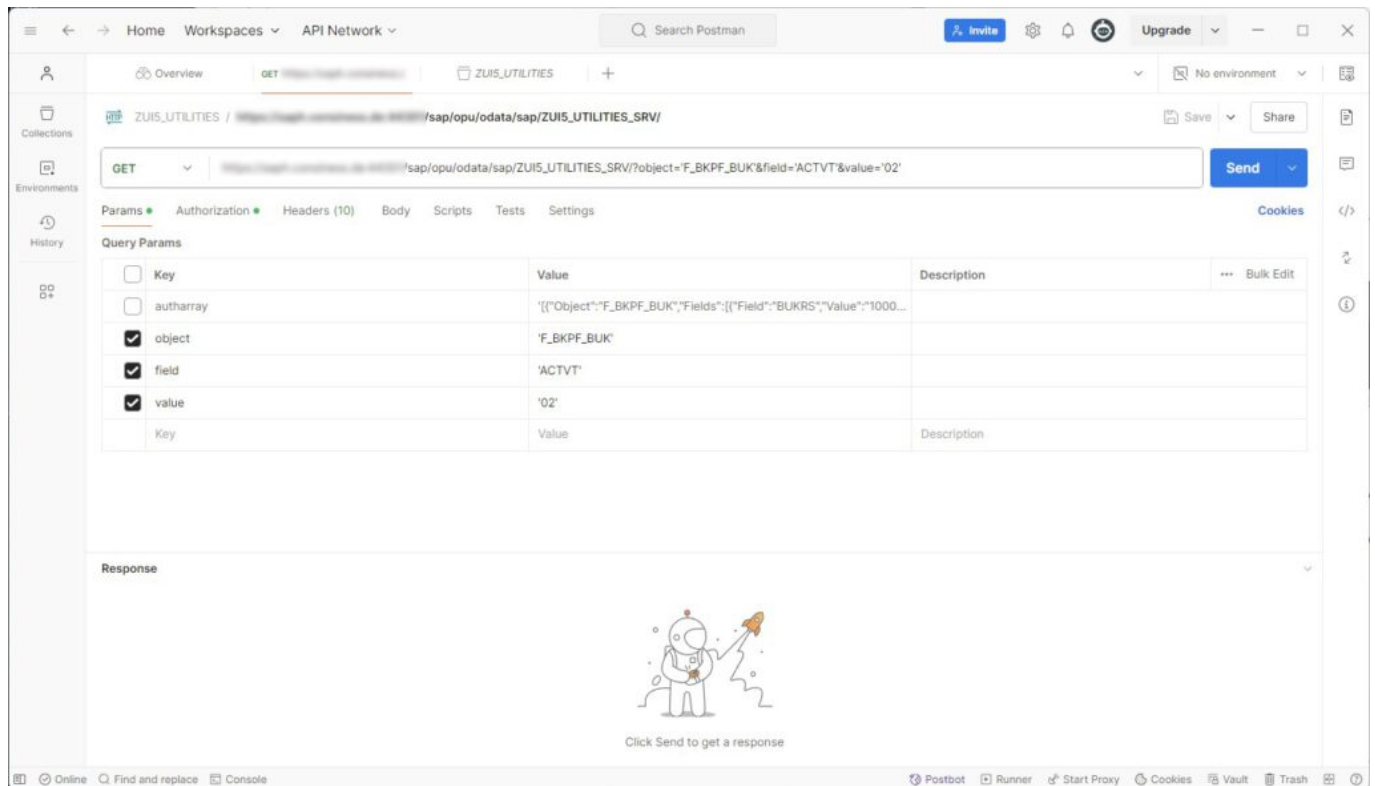 Home Workspaces API Network Search Postman Invite Upgrade
Overview GET ZUI5_UTILITIES + No environment
Collections
Environments
History
ZUI5_UTILITIES / /sap/opu/odata/sap/ZUI5_UTILITIES_SRV/ Save Share
GET /sap/opu/odata/sap/ZUI5_UTILITIES_SRV/?object='F_BKPF_BUK'&field='ACTVT'&value='02' Send
Params Authorization Headers (10) Body Scripts Tests Settings Cookies
Query Params
Key Value Description Bulk Edit
autharray '[{"Object":"F_BKPF_BUK","Fields":[{"Field":"BUKRS","Value":"1000...
object 'F_BKPF_BUK'
field 'ACTVT'
value '02'
Key Value Description
Response
Click Send to get a response
Online Find and replace Console Postbot Runner Start Proxy Cookies Vault Trash